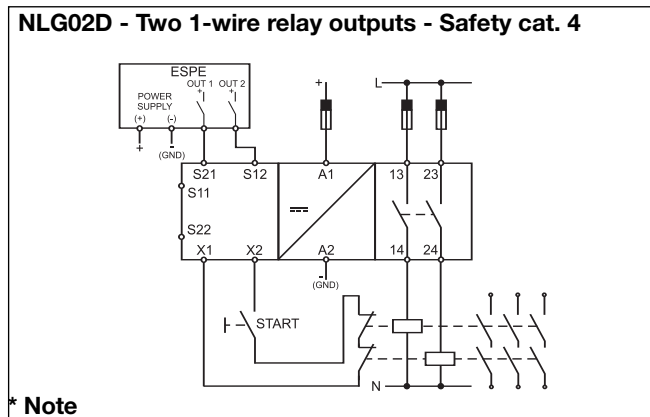 NLG02D - Two 1-wire relay outputs - Safety cat. 4
ESPE
OUT 1 OUT 2
POWER
SUPPLY
(+) (-)
+ +
+ -
(GND)
+ L
S21 S12 A1 13 23
S11
S22
X1 X2 A2 14 24
-
(GND)
START
N
* Note